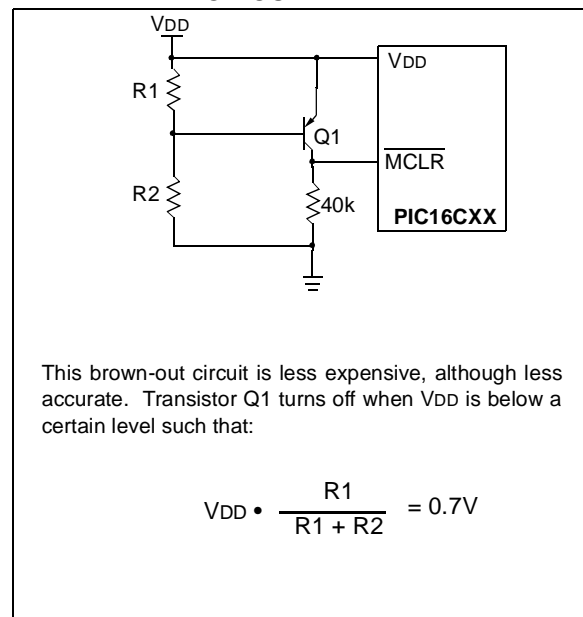 VDD
VDD
R1
Q1
MCLR
R2
40k
PIC16CXX
This brown-out circuit is less expensive, although less
accurate. Transistor Q1 turns off when VDD is below a
certain level such that:
VDD • R1 / R1 + R2 = 0.7V